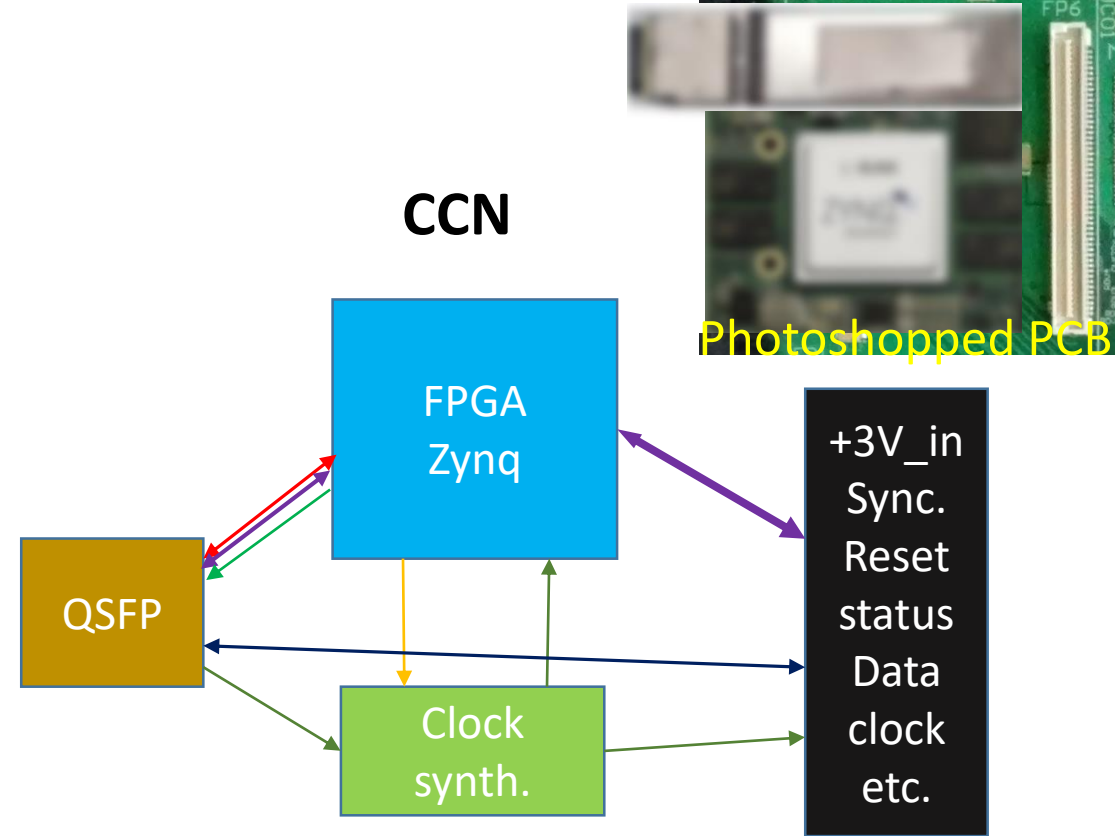 FP6
CCN
Photoshopped PCB
FPGA
Zynq
+3V_in
Sync.
Reset
status
Data
clock
etc.
QSFP
Clock
synth.